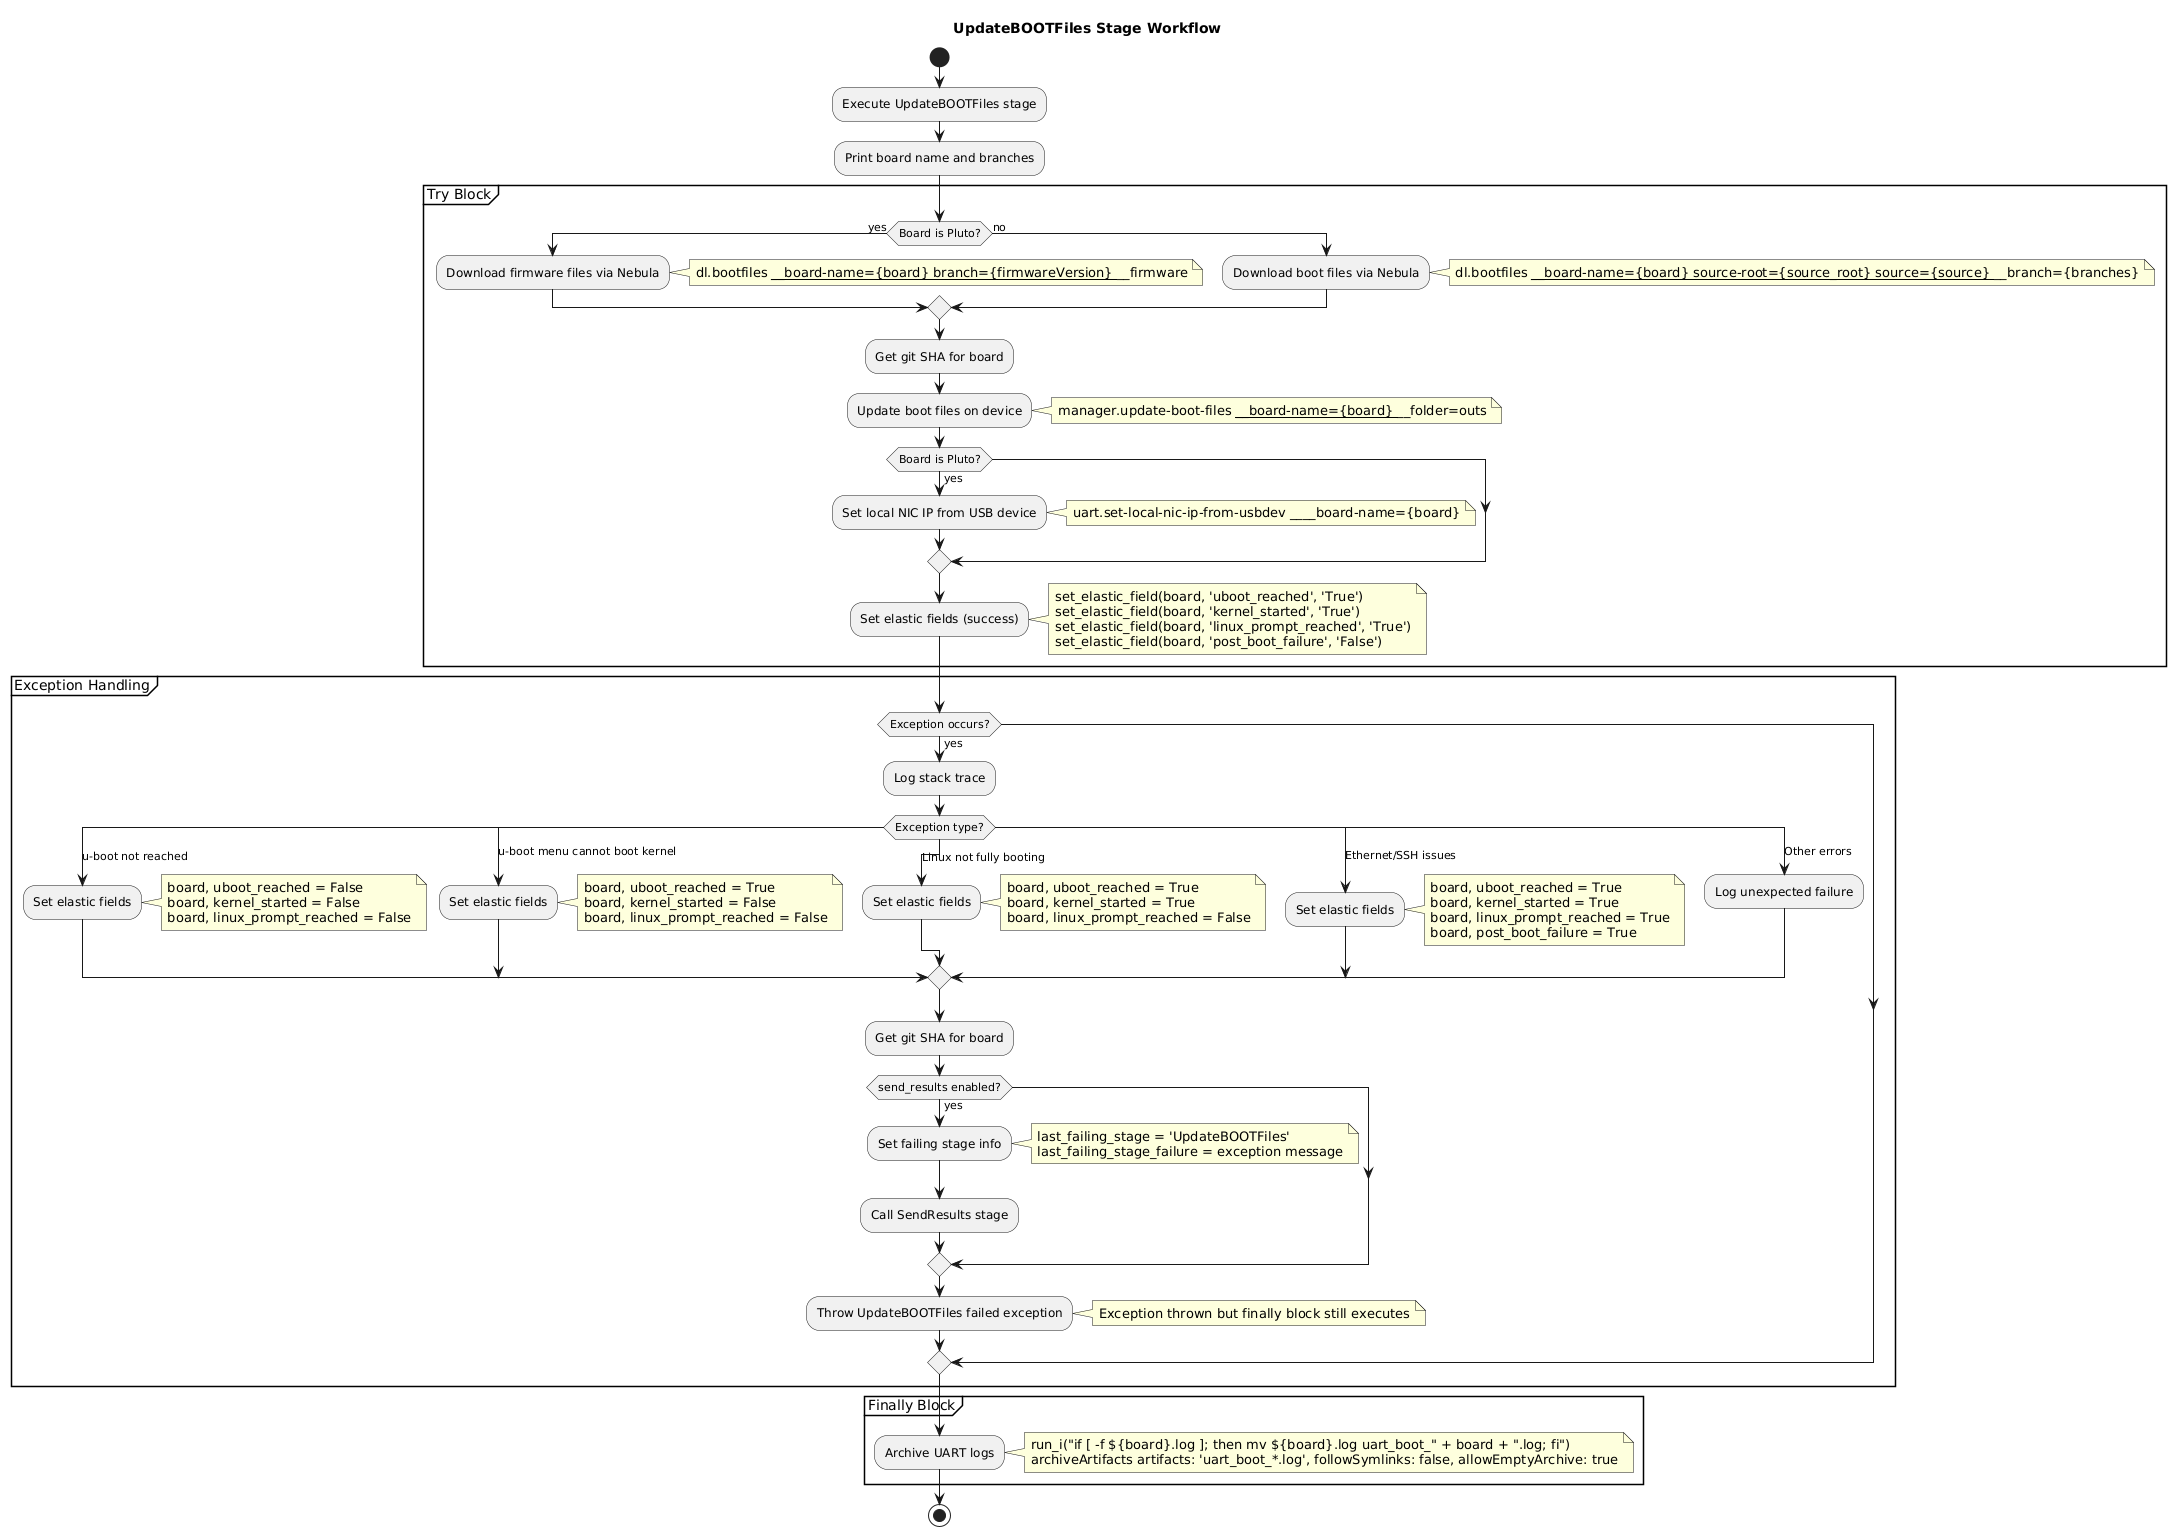 UpdateBOOTFiles Stage Workflow
Execute UpdateBOOTFiles stage
Print board name and branches
Try Block
Board is Pluto?
yes
no
Download firmware files via Nebula
dl.bootfiles __board-name={board} branch={firmwareVersion}___firmware
Download boot files via Nebula
dl.bootfiles __board-name={board} source-root={source_root} source={source}___branch={branches}
Get git SHA for board
Update boot files on device
manager.update-boot-files __board-name={board}___folder=outs
Board is Pluto?
yes
Set local NIC IP from USB device
uart.set-local-nic-ip-from-usbdev ____board-name={board}
Set elastic fields (success)
set_elastic_field(board, 'uboot_reached', 'True')
set_elastic_field(board, 'kernel_started', 'True')
set_elastic_field(board, 'linux_prompt_reached', 'True')
set_elastic_field(board, 'post_boot_failure', 'False')
Exception Handling
Exception occurs?
yes
Log stack trace
Exception type?
u-boot not reached
u-boot menu cannot boot kernel
Linux not fully booting
Ethernet/SSH issues
Other errors
Set elastic fields
board, uboot_reached = False
board, kernel_started = False
board, linux_prompt_reached = False
Set elastic fields
board, uboot_reached = True
board, kernel_started = False
board, linux_prompt_reached = False
Set elastic fields
board, uboot_reached = True
board, kernel_started = True
board, linux_prompt_reached = False
Set elastic fields
board, uboot_reached = True
board, kernel_started = True
board, linux_prompt_reached = True
board, post_boot_failure = True
Log unexpected failure
Get git SHA for board
send_results enabled?
yes
Set failing stage info
last_failing_stage = 'UpdateBOOTFiles'
last_failing_stage_failure = exception message
Call SendResults stage
Throw UpdateBOOTFiles failed exception
Exception thrown but finally block still executes
Finally Block
Archive UART logs
run_i("if [ -f ${board}.log ]; then mv ${board}.log uart_boot_" + board + ".log; fi")
archiveArtifacts artifacts: 'uart_boot_*.log', followSymlinks: false, allowEmptyArchive: true